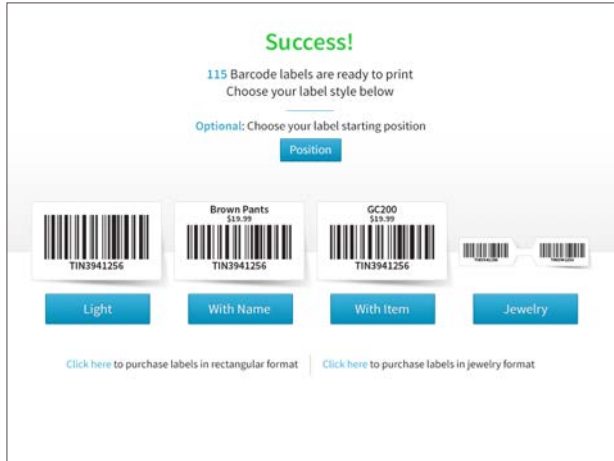 Success!
115 Barcode labels are ready to print
Choose your label style below
Optional: Choose your label starting position
Position
TIN3941256
Brown Pants
$19.99
TIN3941256
GC200
$19.99
TIN3941256
TIN3941256 TIN3941256
Light
With Name
With Item
Jewelry
Click here to purchase labels in rectangular format
Click here to purchase labels in jewelry format